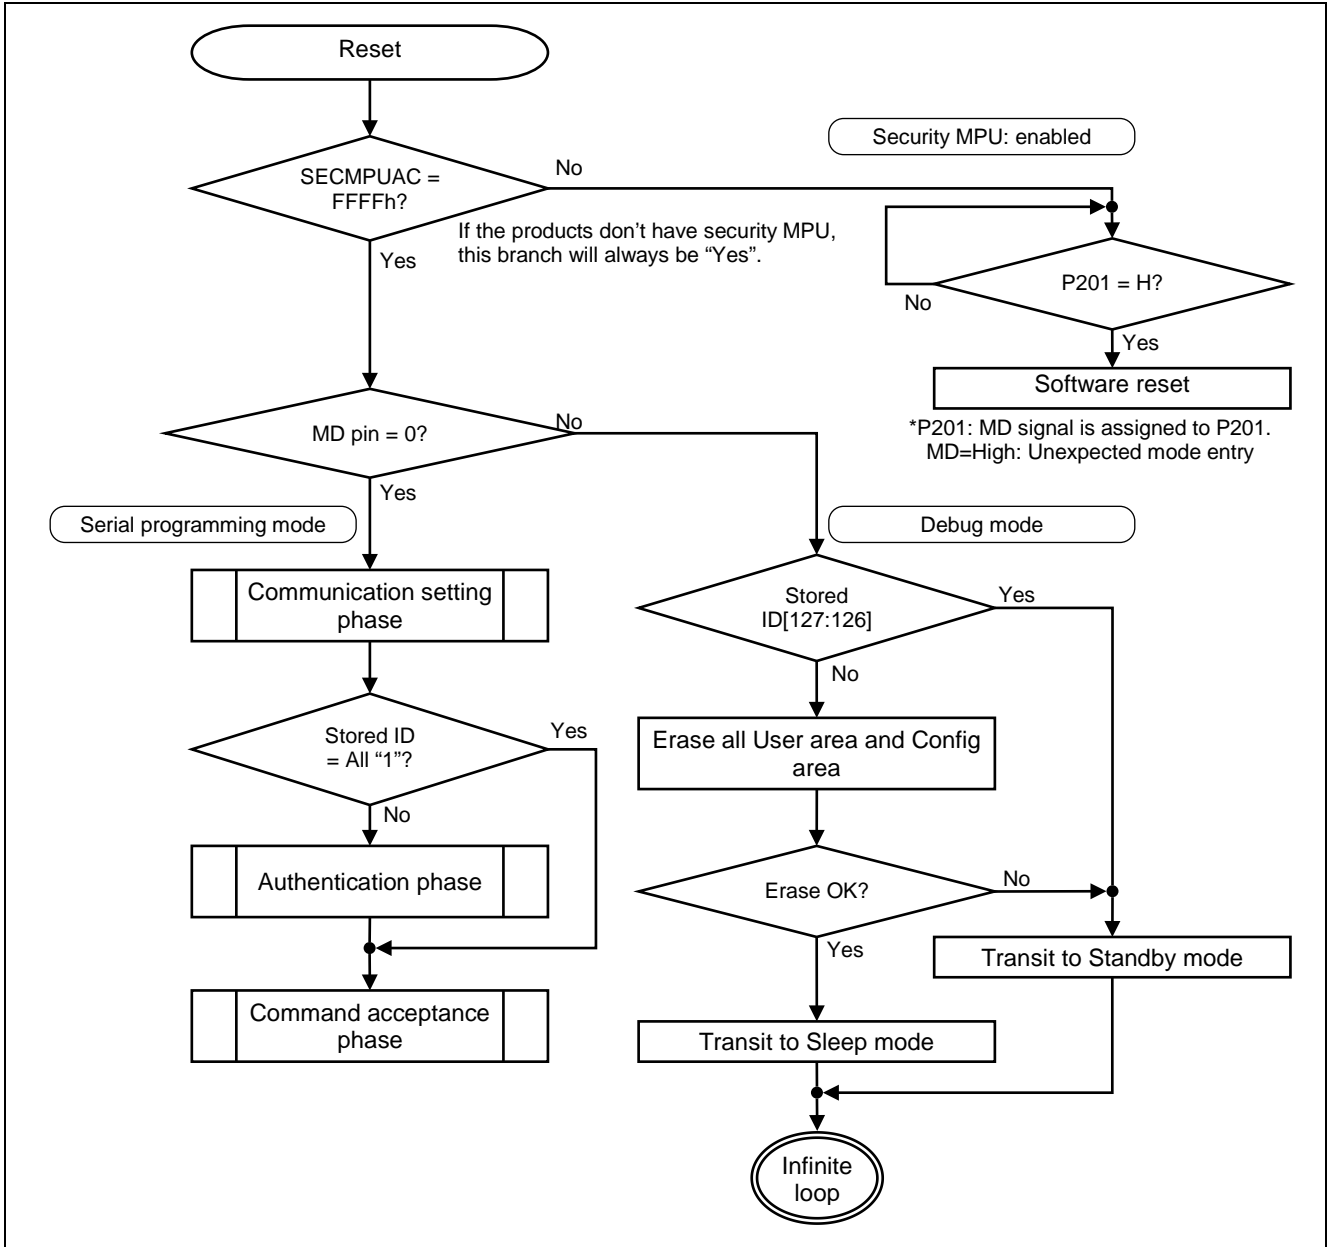 Reset
Security MPU: enabled
SECMPUAC =
FFFFh?
No
If the products don’t have security MPU,
this branch will always be “Yes”.
Yes
P201 = H?
No
Yes
Software reset
*P201: MD signal is assigned to P201.
MD=High: Unexpected mode entry
MD pin = 0?
No
Yes
Serial programming mode
Debug mode
Communication setting
phase
Stored
ID[127:126]
Yes
No
Stored ID
= All “1”?
Yes
No
Erase all User area and Config
area
Authentication phase
Erase OK?
No
Yes
Transit to Standby mode
Command acceptance
phase
Transit to Sleep mode
Infinite
loop